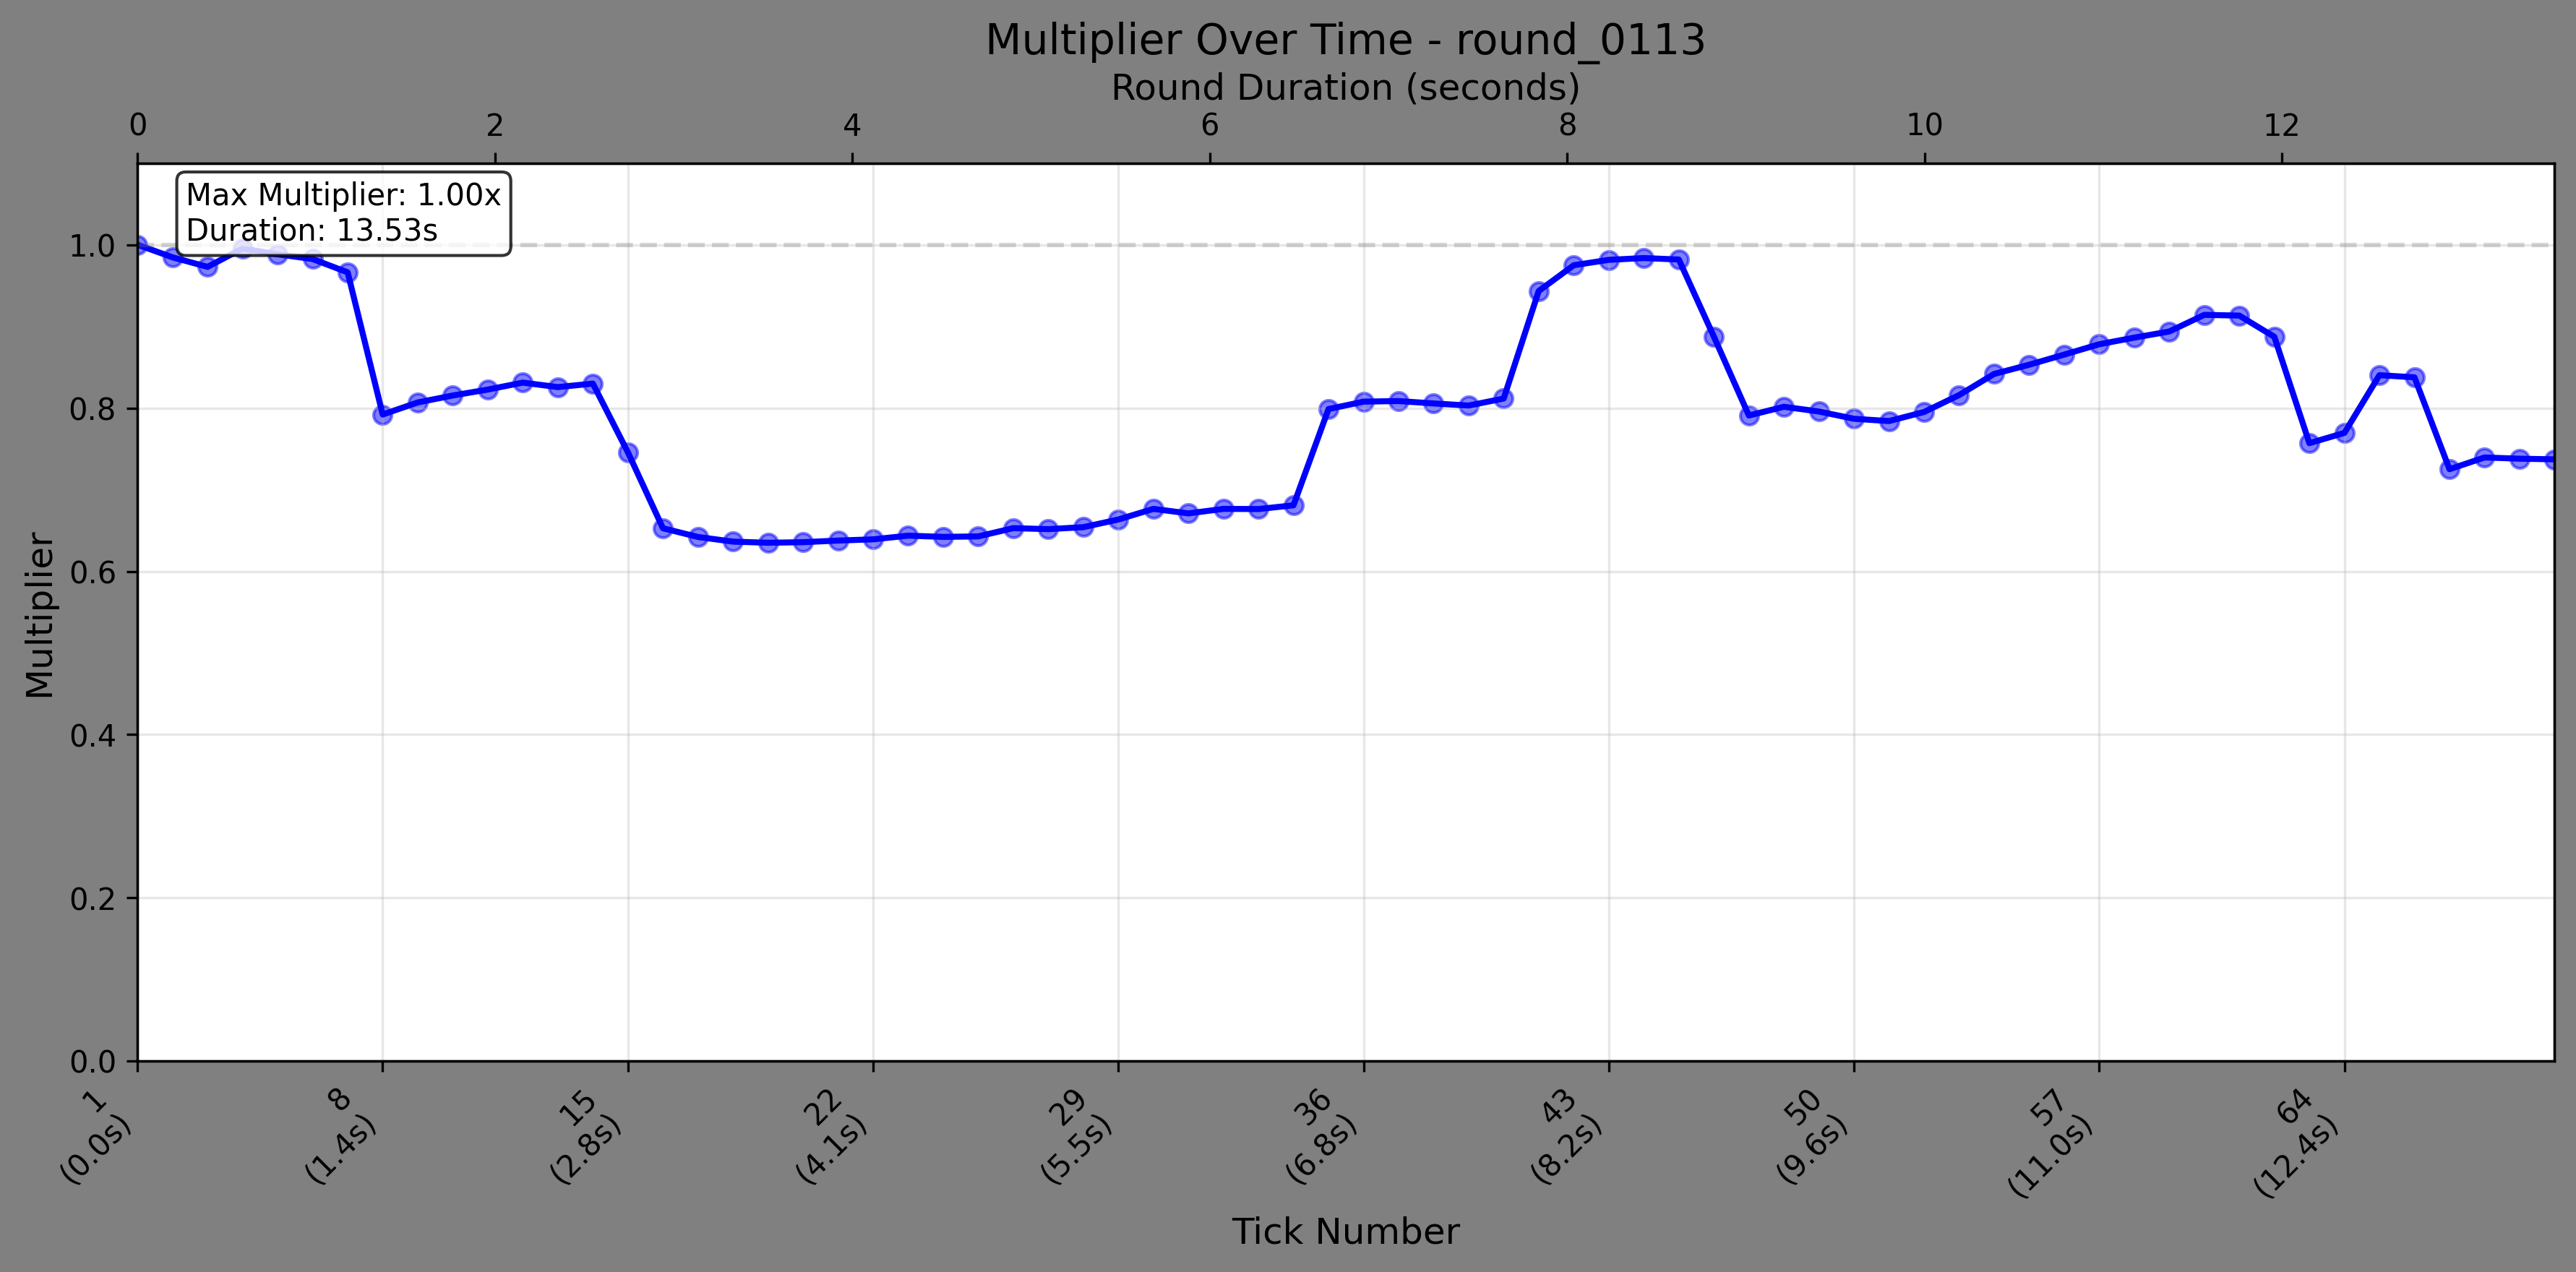 Multiplier Over Time - round_0113
Round Duration (seconds)
0 2 4 6 8 10 12
Max Multiplier: 1.00x
Duration: 13.53s
1.0
0.8
0.6
0.4
0.2
0.0
Multiplier
1
(0.0s)
8
(1.4s)
15
(2.8s)
22
(4.1s)
29
(5.5s)
36
(6.8s)
43
(8.2s)
50
(9.6s)
57
(11.0s)
64
(12.4s)
Tick Number